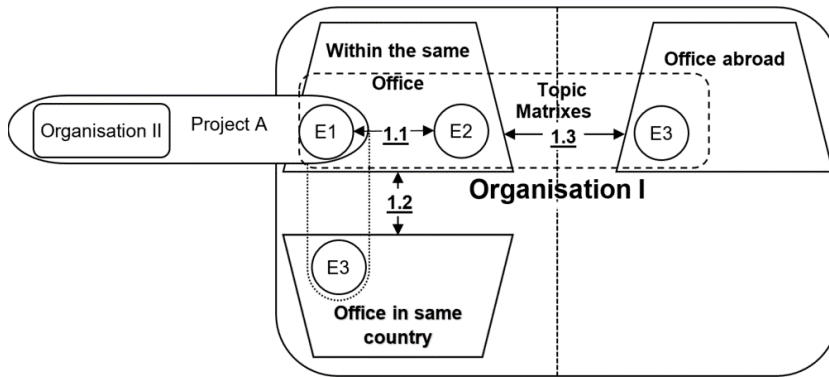 Within the same
Office
Office abroad
Topic
Matrixes
Organisation II
Project A
E1
1.1
E2
1.3
E3
Organisation I
1.2
E3
Office in same
country